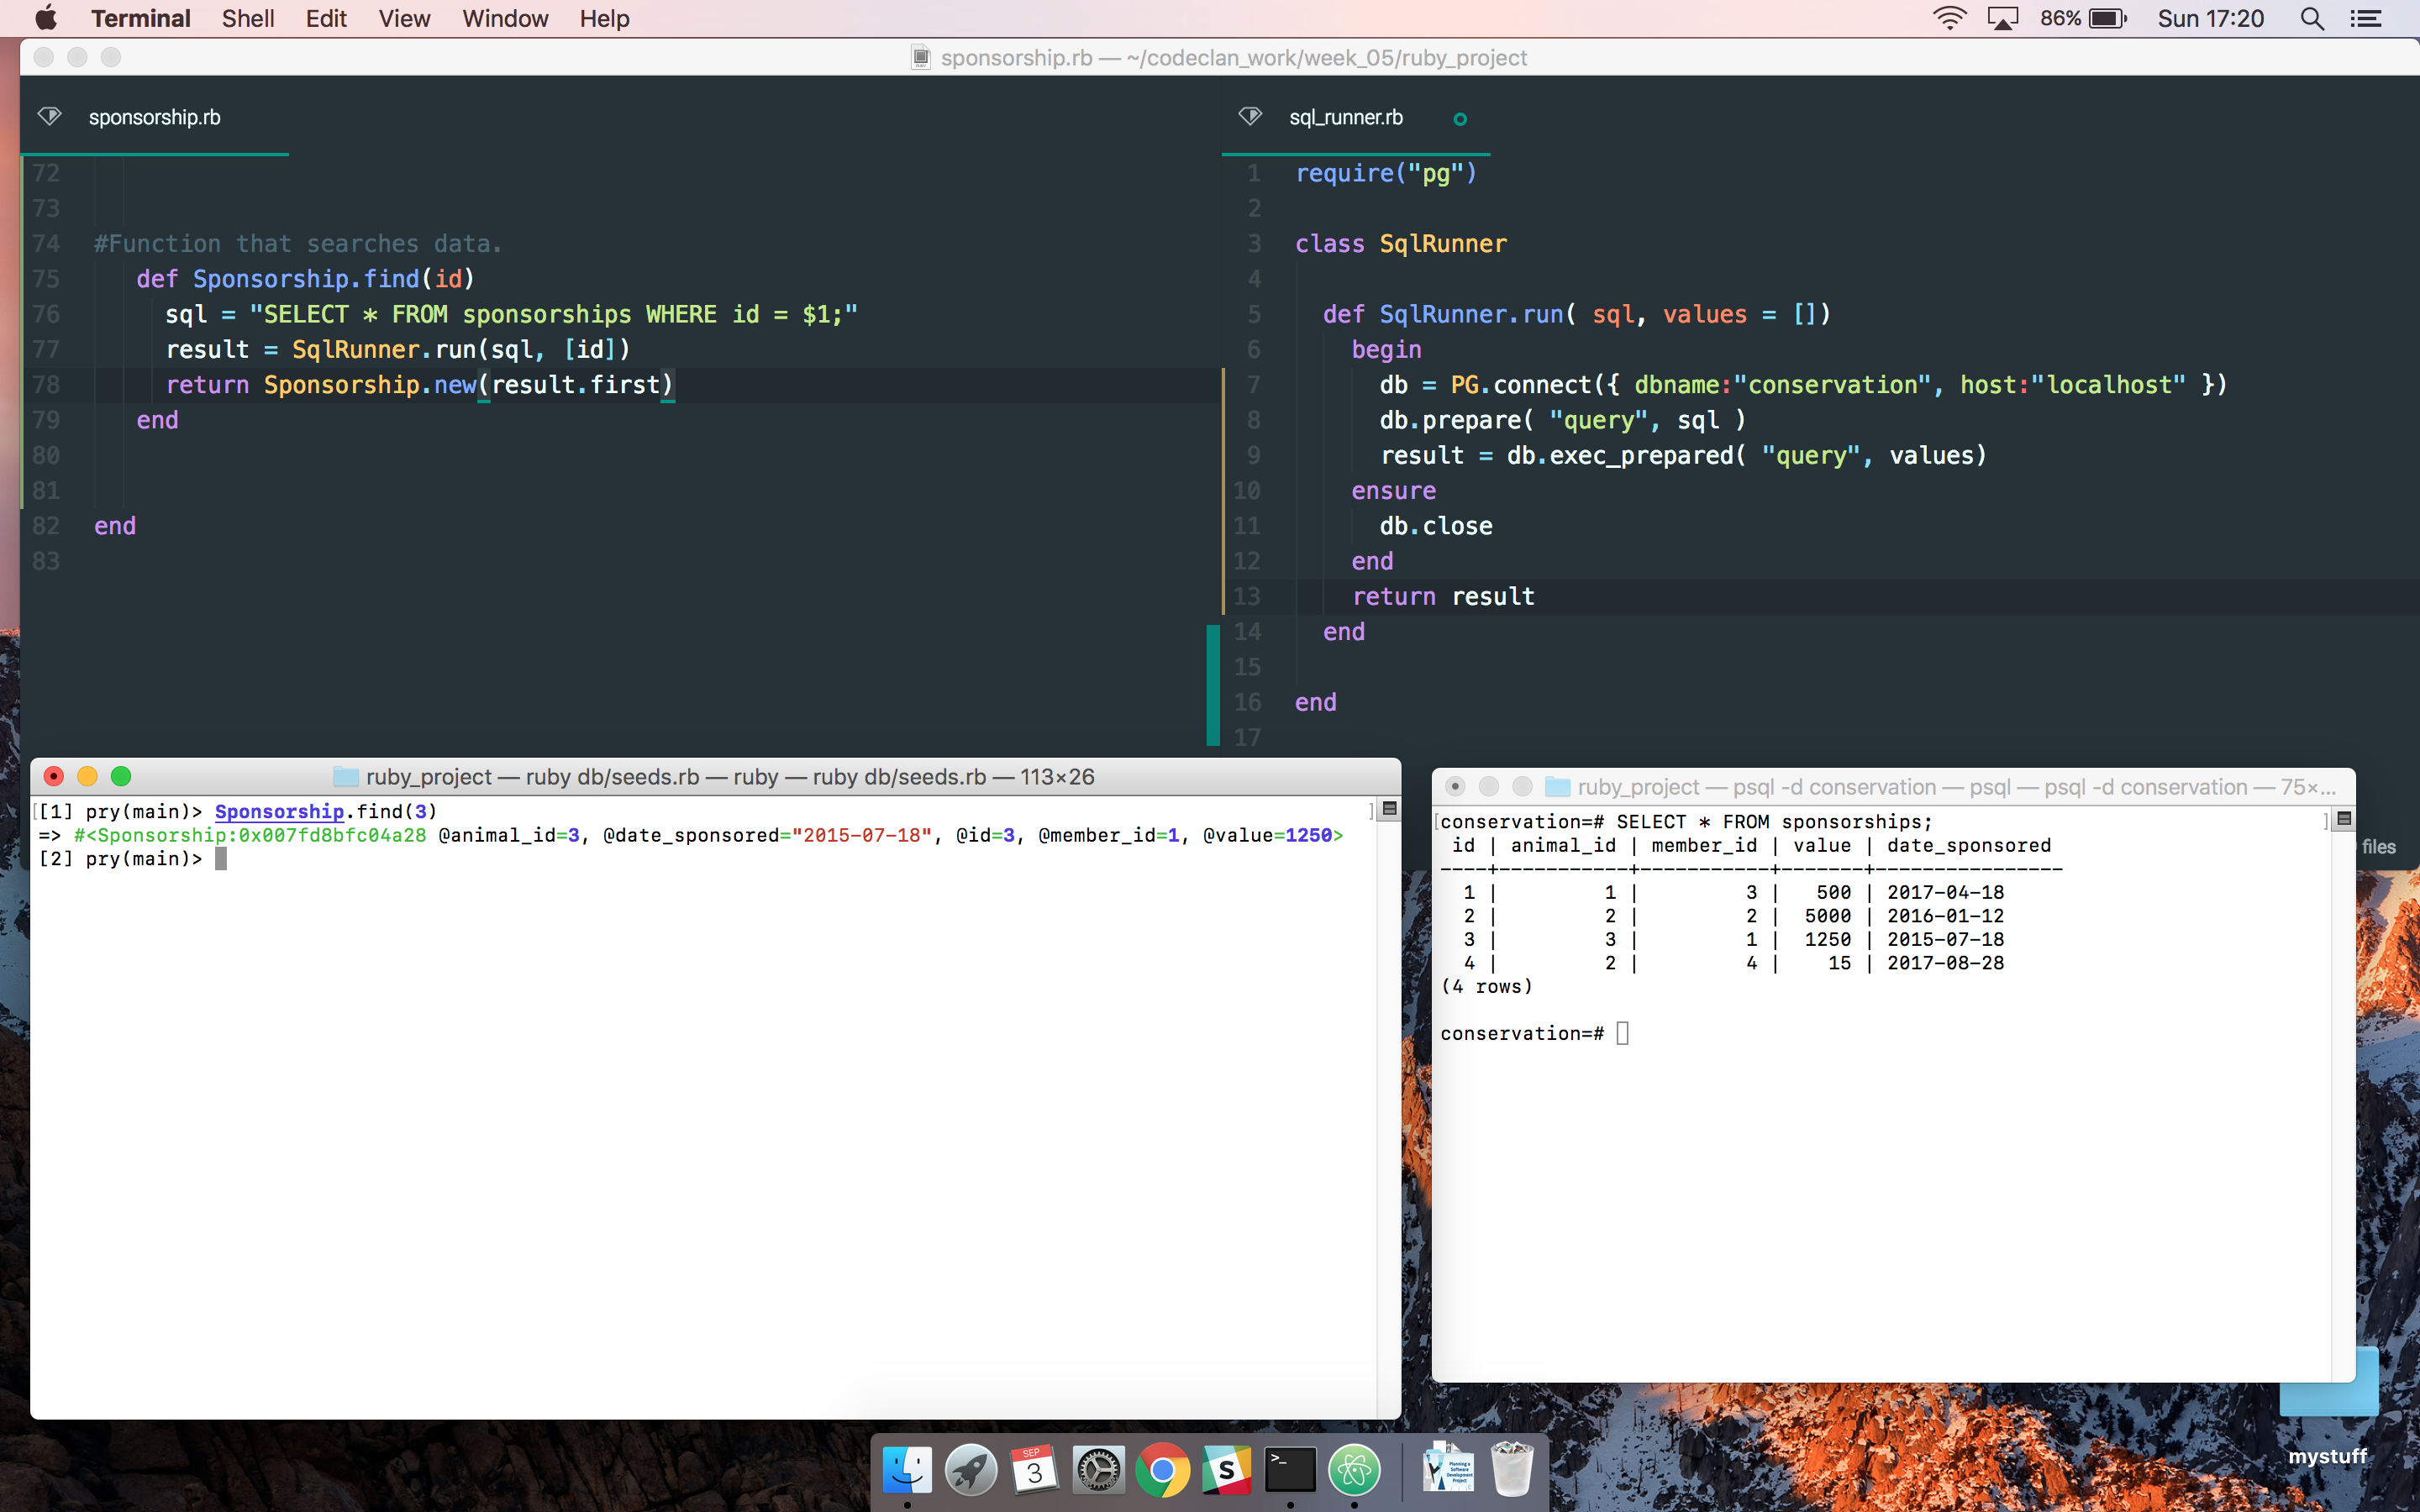 Terminal Shell Edit View Window Help 86% Sun 17:20
sponsorship.rb — ~/codeclan_work/week_05/ruby_project
sponsorship.rb
72
73
74 #Function that searches data.
75 def Sponsorship.find(id)
76 sql = "SELECT * FROM sponsorships WHERE id = $1;"
77 result = SqlRunner.run(sql, [id])
78 return Sponsorship.new(result.first)
79 end
80
81
82 end
83
sql_runner.rb
1 require("pg")
2
3 class SqlRunner
4
5 def SqlRunner.run( sql, values = [])
6 begin
7 db = PG.connect({ dbname:"conservation", host:"localhost" })
8 db.prepare( "query", sql )
9 result = db.exec_prepared( "query", values)
10 ensure
11 db.close
12 end
13 return result
14 end
15
16 end
17
files
ruby_project — ruby db/seeds.rb — ruby — ruby db/seeds.rb — 113×26
[[1] pry(main)> Sponsorship.find(3) ]
=> #<Sponsorship:0x007fd8bfc04a28 @animal_id=3, @date_sponsored="2015-07-18", @id=3, @member_id=1, @value=1250>
[2] pry(main)>
ruby_project — psql -d conservation — psql — psql -d conservation — 75×...
[conservation=# SELECT * FROM sponsorships; ]
id | animal_id | member_id | value | date_sponsored
----+-----------+-----------+-------+----------------
1 | 1 | 3 | 500 | 2017-04-18
2 | 2 | 2 | 5000 | 2016-01-12
3 | 3 | 1 | 1250 | 2015-07-18
4 | 2 | 4 | 15 | 2017-08-28
(4 rows)
conservation=#
mystuff
SEP
3
S
>_
Planning a
Software
Development
Project